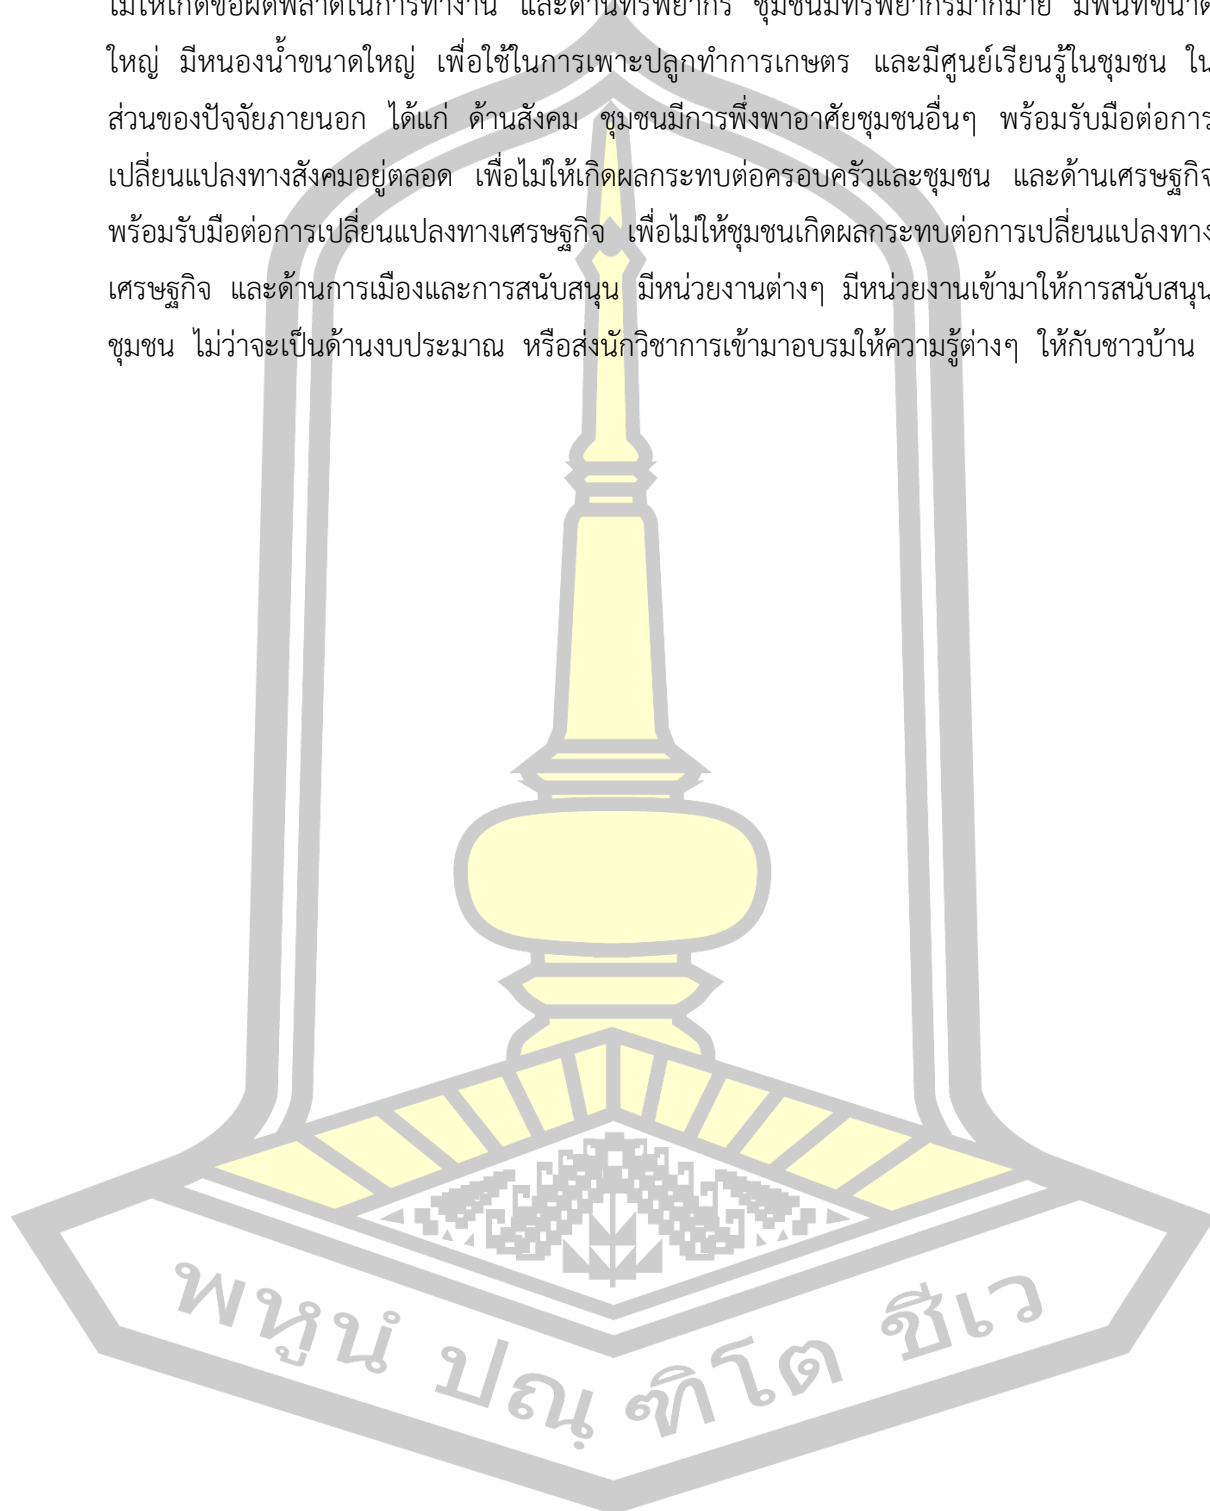 ไม่ให้เกิดข้อผิดพลาดในการทำงาน และด้านทรัพยากร ชุมชนมีทรัพยากรมากมาย มีพื้นที่ขนาด
ใหญ่ มีหนองน้ำขนาดใหญ่ เพื่อใช้ในการเพาะปลูกทำการเกษตร และมีศูนย์เรียนรู้ในชุมชน ใน
ส่วนของปัจจัยภายนอก ได้แก่ ด้านสังคม ชุมชนมีการพึ่งพาอาศัยชุมชนอื่นๆ พร้อมรับมือต่อการ
เปลี่ยนแปลงทางสังคมอยู่ตลอด เพื่อไม่ให้เกิดผลกระทบต่อครอบครัวและชุมชน และด้านเศรษฐกิจ
พร้อมรับมือต่อการเปลี่ยนแปลงทางเศรษฐกิจ เพื่อไม่ให้ชุมชนเกิดผลกระทบต่อการเปลี่ยนแปลงทาง
เศรษฐกิจ และด้านการเมืองและการสนับสนุน มีหน่วยงานต่างๆ มีหน่วยงานเข้ามาให้การสนับสนุน
ชุมชน ไม่ว่าจะเป็นด้านงบประมาณ หรือส่งนักวิชาการเข้ามาอบรมให้ความรู้ต่างๆ ให้กับชาวบ้าน
พหูนํ ปณฺ ฑิโต ชีเว